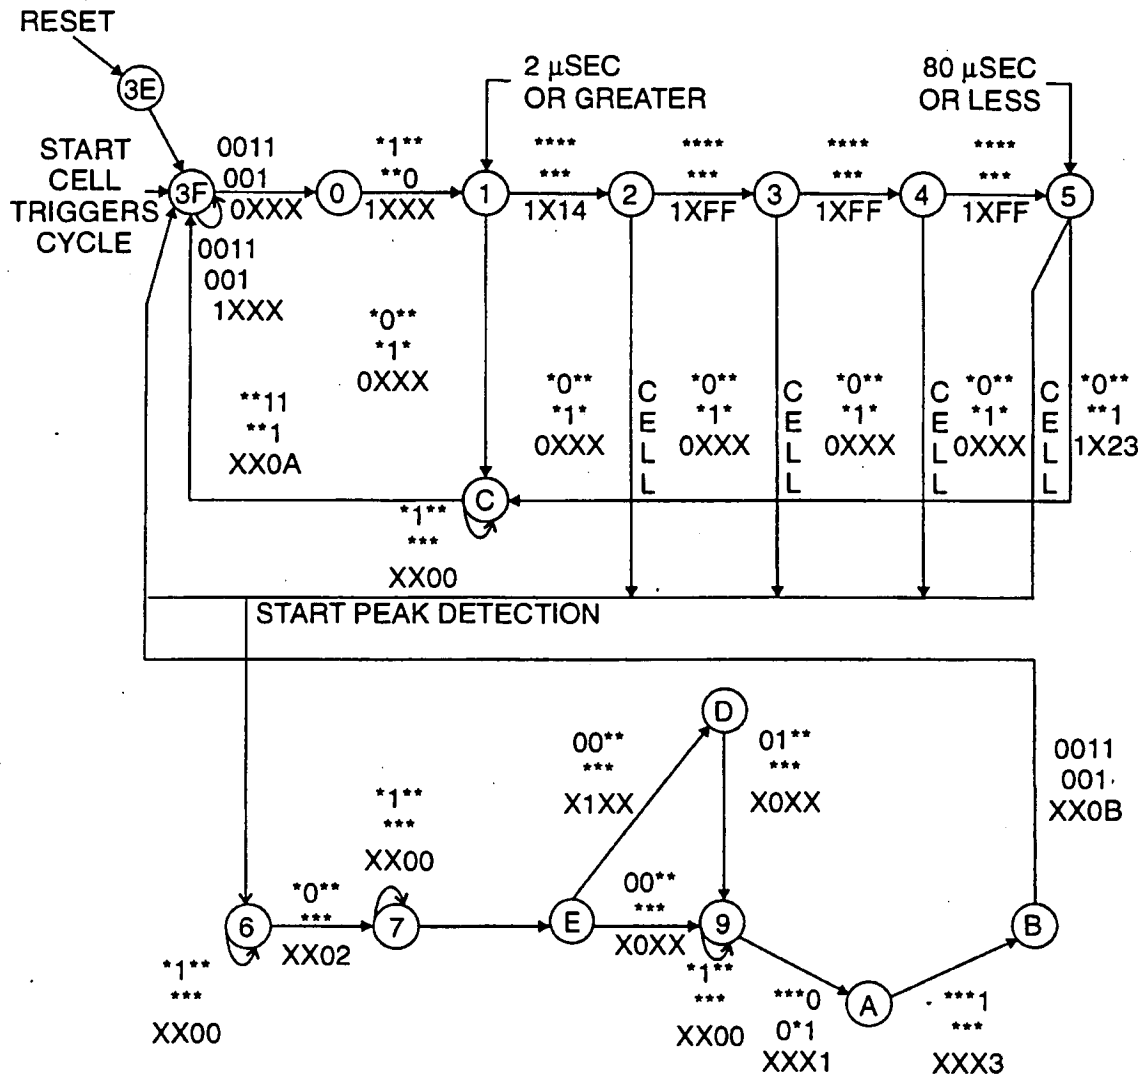 RESET
3E
2 µSEC
OR GREATER
80 µSEC
OR LESS
START
CELL
TRIGGERS
CYCLE
3F
0011
001
0XXX
0
*1**
**0
1XXX
1
****
***
1X14
2
****
***
1XFF
3
****
***
1XFF
4
****
***
1XFF
5
0011
001
1XXX
*0**
*1*
0XXX
**11
**1
XX0A
*0**
*1*
0XXX
CELL
*0**
*1*
0XXX
CELL
*0**
*1*
0XXX
CELL
*0**
*1*
0XXX
CELL
*0**
**1
1X23
C
*1**
***
XX00
START PEAK DETECTION
D
00**
***
X1XX
01**
***
X0XX
0011
001
XX0B
*1**
***
XX00
6
*0**
***
XX02
7
E
00**
***
X0XX
9
B
*1**
***
XX00
*1**
***
XX00
***0
0*1
XXX1
A
***1
***
XXX3